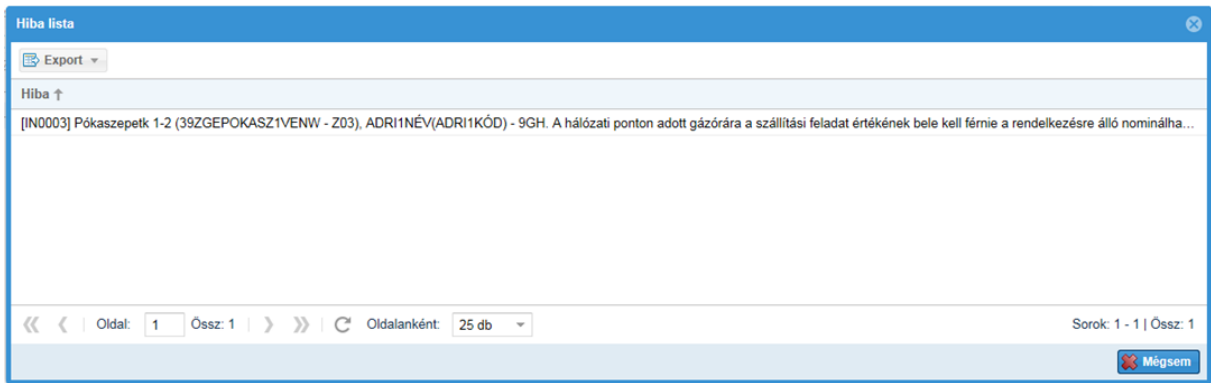 Hiba lista
Export
Hiba ↑
[IN0003] Pókaszepetk 1-2 (39ZGEPOKASZ1VENW - Z03), ADRI1NÉV(ADRI1KÓD) - 9GH. A hálózati ponton adott gázórára a szállítási feladat értékének bele kell férnie a rendelkezésre álló nominálha...
Oldal: 1 Össz: 1 Oldalanként: 25 db Sorok: 1 - 1 | Össz: 1
Mégsem